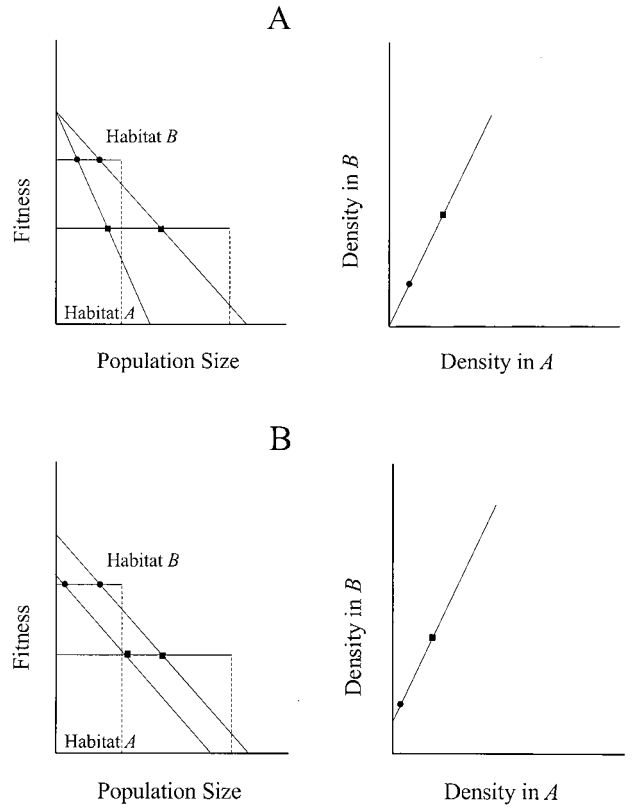 A
Habitat B
Fitness
Habitat A
Population Size
Density in B
Density in A
B
Habitat B
Fitness
Habitat A
Population Size
Density in B
Density in A